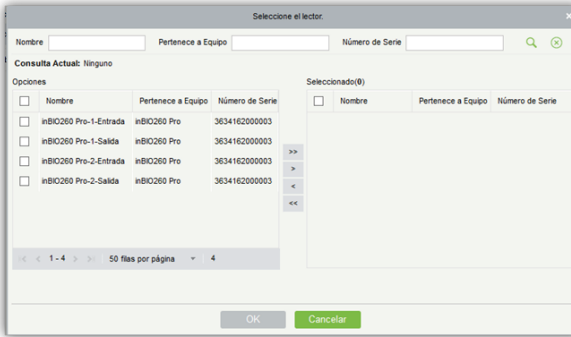 Seleccione el lector.
Nombre Pertenece a Equipo Número de Serie
Consulta Actual: Ninguno
Opciones
Nombre Pertenece a Equipo Número de Serie
inBIO260 Pro-1-Entrada inBIO260 Pro 3634162000003
inBIO260 Pro-1-Salida inBIO260 Pro 3634162000003
inBIO260 Pro-2-Entrada inBIO260 Pro 3634162000003
inBIO260 Pro-2-Salida inBIO260 Pro 3634162000003
1 - 4 50 filas por página 4
>>
>
<
<<
Seleccionado(0)
Nombre Pertenece a Equipo Número de Serie
OK Cancelar